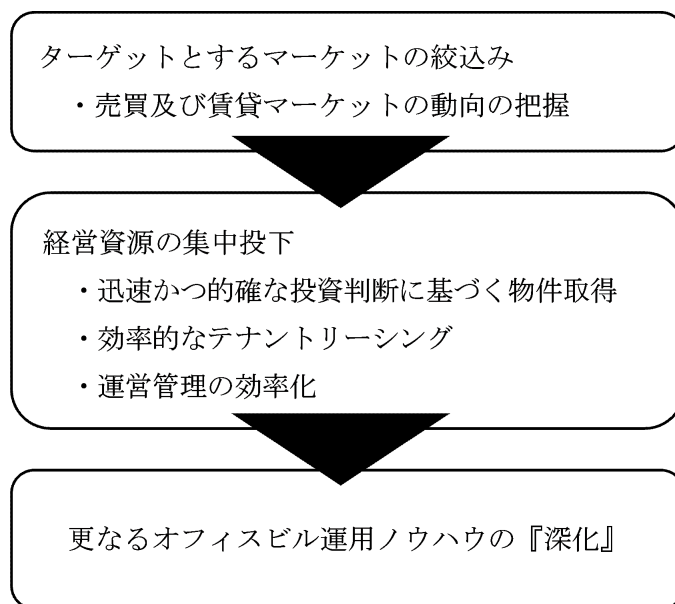 ターゲットとするマーケットの絞込み
・売買及び賃貸マーケットの動向の把握
経営資源の集中投下
・迅速かつ的確な投資判断に基づく物件取得
・効率的なテナントリーシング
・運営管理の効率化
更なるオフィスビル運用ノウハウの『深化』